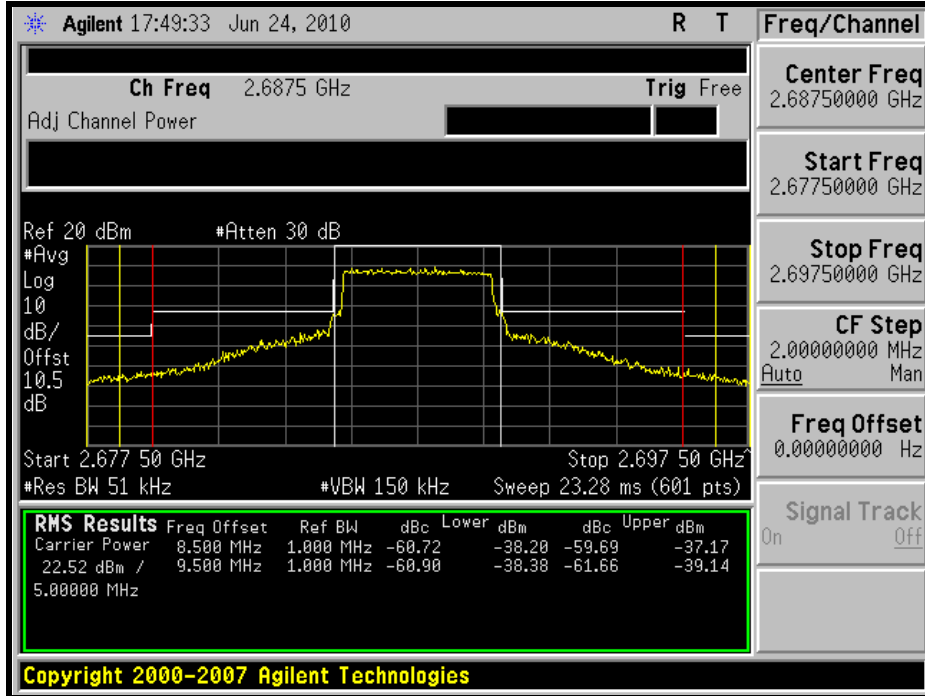 Agilent 17:49:33 Jun 24, 2010 R T
Freq/Channel
Ch Freq 2.6875 GHz Trig Free
Adj Channel Power
Center Freq
2.68750000 GHz
Start Freq
2.67750000 GHz
Stop Freq
2.69750000 GHz
CF Step
2.00000000 MHz
Auto Man
Freq Offset
0.00000000 Hz
Signal Track
On Off
Ref 20 dBm #Atten 30 dB
#Avg
Log
10
dB/
Offst
10.5
dB
Start 2.677 50 GHz Stop 2.697 50 GHz^
#Res BW 51 kHz #VBW 150 kHz Sweep 23.28 ms (601 pts)
RMS Results Freq Offset Ref BW dBc Lower dBm dBc Upper dBm
Carrier Power 8.500 MHz 1.000 MHz -60.72 -38.20 -59.69 -37.17
22.52 dBm / 9.500 MHz 1.000 MHz -60.90 -38.38 -61.66 -39.14
5.00000 MHz
Copyright 2000-2007 Agilent Technologies